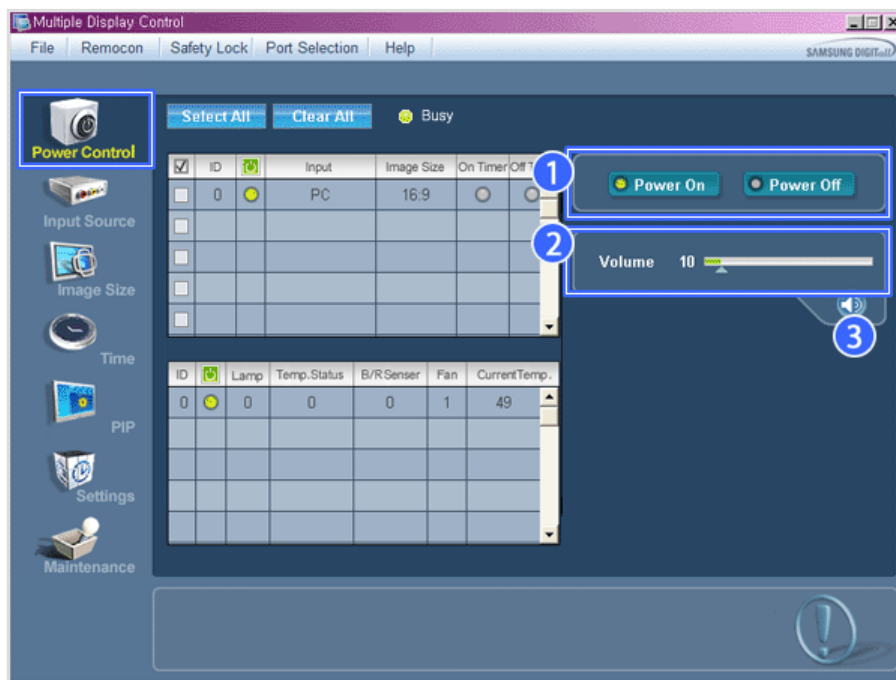 Multiple Display Control
File Remocon Safety Lock Port Selection Help
SAMSUNG DIGITall
Select All Clear All Busy
Power Control
ID Input Image Size On Timer Off T
1
0 PC 16:9
Power On Power Off
Input Source
2
Volume 10
Image Size
3
Time
ID Lamp Temp.Status B/RSenser Fan CurrentTemp.
0 0 0 0 1 49
PIP
Settings
Maintenance